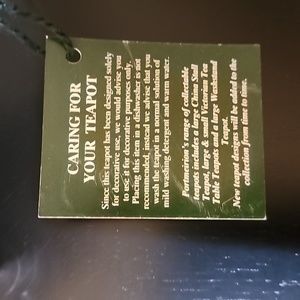 CARING FOR
YOUR TEAPOT
Since this teapot has been designed solely
for decorative use, we would advise you
to use it for decorative purposes only.
Placing this item in a dishwasher is not
recommended, instead we advise that you
wash the teapot in a normal solution of
mild washing detergent and warm water.
Portmeirion's range of collectable
teapots includes a China Stall
Teapot, large & small Victorian Tea
Table Teapots and a large Washstand
Teapot.
New teapot designs will be added to the
collection from time to time.